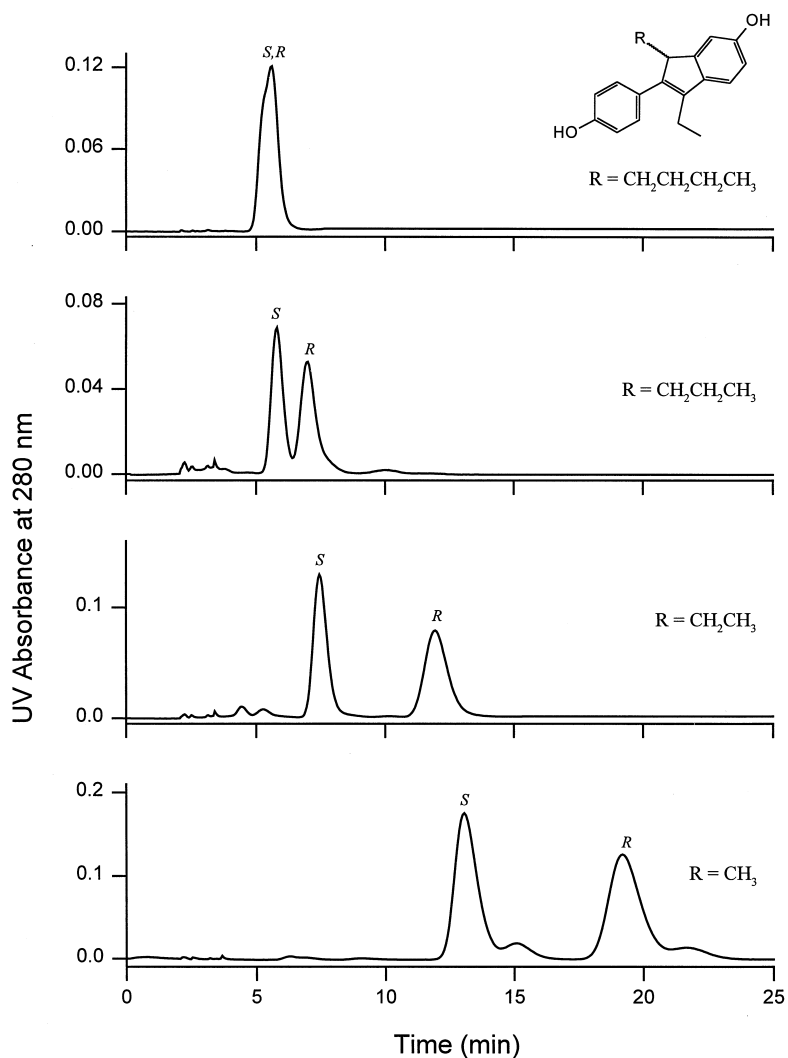 UV Absorbance at 280 nm
S,R
OH
R
HO
R = CH₂CH₂CH₂CH₃
0.12
0.06
0.00
S
R
R = CH₂CH₂CH₃
0.08
0.04
0.00
S
R
R = CH₂CH₃
0.1
0.0
S
R
R = CH₃
0.2
0.1
0.0
0 5 10 15 20 25
Time (min)